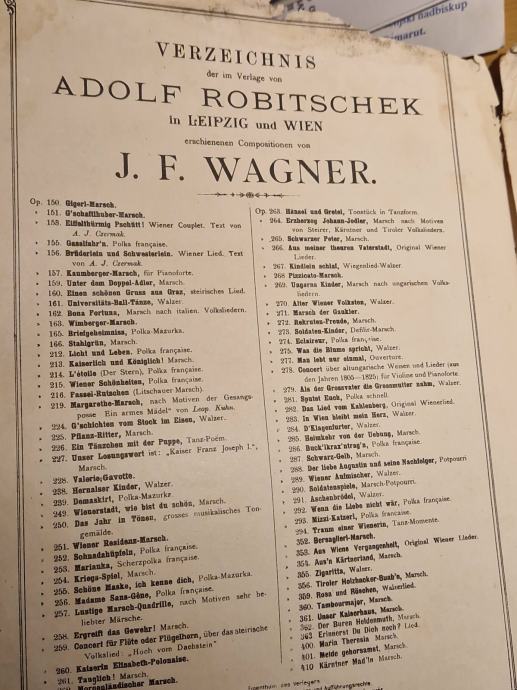 nadbiskup
VERZEICHNIS
der im Verlage von
ADOLF ROBITSCHEK
in LEIPZIG und WIEN
erschienenen Compositionen von
J. F. WAGNER.
Op. 150. Gigerl-Marsch.
" 151. G'schaftlhuber-Marsch.
" 153. Eiffelthürmig Pschütt! Wiener Couplet. Text von
A. J. Czermak.
" 155. Gasslfahr'n. Polka française.
" 156. Brüderlein und Schwesterlein. Wiener Lied. Text
von A. J. Czermak.
" 157. Kaumberger-Marsch, für Pianoforte.
" 159. Unter dem Doppel-Adler, Marsch.
" 160. Einen schönen Gruss aus Graz, steirisches Lied.
" 161. Universitäts-Ball-Tänze, Walzer.
" 162. Bona Fortuna, Marsch nach italien. Volksliedern.
" 163. Wimberger-Marsch.
" 165. Briefgeheimniss, Polka-Mazurka.
" 166. Stahlgrün, Marsch.
" 212. Licht und Leben. Polka française.
" 213. Kaiserlich und Königlich! Marsch.
" 214. L'étoile (Der Stern), Polka française.
" 215. Wiener Schönheiten, Polka française.
" 216. Fassel-Rutschen (Litschauer Marsch).
" 219. Margarethe-Marsch, nach Motiven der Gesangs-
posse „Ein armes Mädel" von Leop. Kuhn.
" 224. G'schichten vom Stock im Eisen, Walzer.
" 225. Pflanz-Ritter, Marsch.
" 226. Ein Tänzchen mit der Puppe, Tanz-Poëm.
" 227. Unser Losungswort ist: „Kaiser Franz Joseph I.",
Marsch.
" 228. Valerie-Gavotte.
" 238. Hernalser Kinder, Walzer.
" 239. Demaskirt, Polka-Mazurka
" 249. Wienerstadt, wie bist du schön, Marsch.
" 250. Das Jahr in Tönen, grosses musikalisches Ton-
gemälde.
" 251. Wiener Residenz-Marsch.
" 252. Schnadahüpfeln, Polka française.
" 253. Marianka, Scherzpolka française.
" 254. Kriegs-Spiel, Marsch.
" 255. Schöne Maske, ich kenne dich, Polka-Mazurka.
" 256. Madame Sans-Gêne, Polka française.
" 257. Lustige Marsch-Quadrille, nach Motiven sehr be-
liebter Märsche.
" 258. Ergreift das Gewehr! Marsch.
" 259. Concert für Flöte oder Flügelhorn, über das steirische
Volkslied: „Hoch vom Dachstein"
" 260. Kaiserin Elisabeth-Polonaise.
" 261. Tauglich! Marsch.
Morgenländischer Marsch.
Op. 263. Hänsel und Gretel, Tonstück in Tanzform.
" 264. Erzherzog Johann-Jodler, Marsch nach Motiven
von Steirer, Kärntner und Tiroler Volksliedern.
" 265. Schwarzer Peter, Marsch.
" 266. Aus meiner theuren Vaterstadt, Original Wiener
Lieder.
" 267. Kindlein schlaf, Wiegenlied-Walzer.
" 268 Pizzicato-Marsch.
" 269. Ungarns Kinder, Marsch nach ungarischen Volks-
liedern.
" 270. Alter Wiener Volkston, Walzer.
" 271. Marsch der Gaukler.
" 272. Rekruten-Freude, Marsch.
" 273. Soldaten-Kinder, Defilir-Marsch.
" 274. Eclaireur, Polka française.
" 275. Was die Blume spricht, Walzer.
" 277. Man lebt nur einmal, Ouverture.
" 278. Concert über altungarische Weisen und Lieder (aus
den Jahren 1805—1825) für Violine und Pianoforte
" 279. Als der Grossvater die Grossmutter nahm, Walzer.
" 281. Sputet Euch, Polka schnell.
" 282. Das Lied vom Kahlenberg, Original Wienerlied.
" 283. In Wien bleibt mein Herz, Walzer.
" 284. D'Klagenfurter, Walzer.
" 285. Heimkehr von der Uebung, Marsch.
" 286. Buck'lkraz'ntrag'n, Polka française.
" 287. Schwarz-Gelb, Marsch.
" 288. Der liebe Augustin und seine Nachfolger, Potpourri
" 289. Wiener Aufmischer, Walzer.
" 290. Soldatenspiele, Marsch-Potpourri.
" 291. Aschenbrödel, Walzer.
" 292. Wenn die Liebe nicht wär, Polka française.
" 293. Mizzi-Katzerl, Polka française.
" 294. Traum einer Wienerin, Tanz-Momente.
" 352. Bersaglieri-Marsch.
" 353. Aus Wiens Vergangenheit, Original Wiener Lieder.
" 354. Aus'n Kärtnerland, Marsch.
" 355. Zigaritta, Walzer.
" 356. Tiroler Holzhacker-Buab'n, Marsch.
" 359. Rosa und Röschen, Walzerlied.
" 360. Tambourmajor, Marsch.
" 361. Unser Kaiserhaus, Marsch.
" 362 Der Buren Heldenmuth, Marsch.
" 363 Erinnerst Du Dich noch? Lied.
" 400. Maria Theresia Marsch.
" 401. Melde gehorsamst, Marsch.
" 410 Kärntner Mad'ln Marsch.